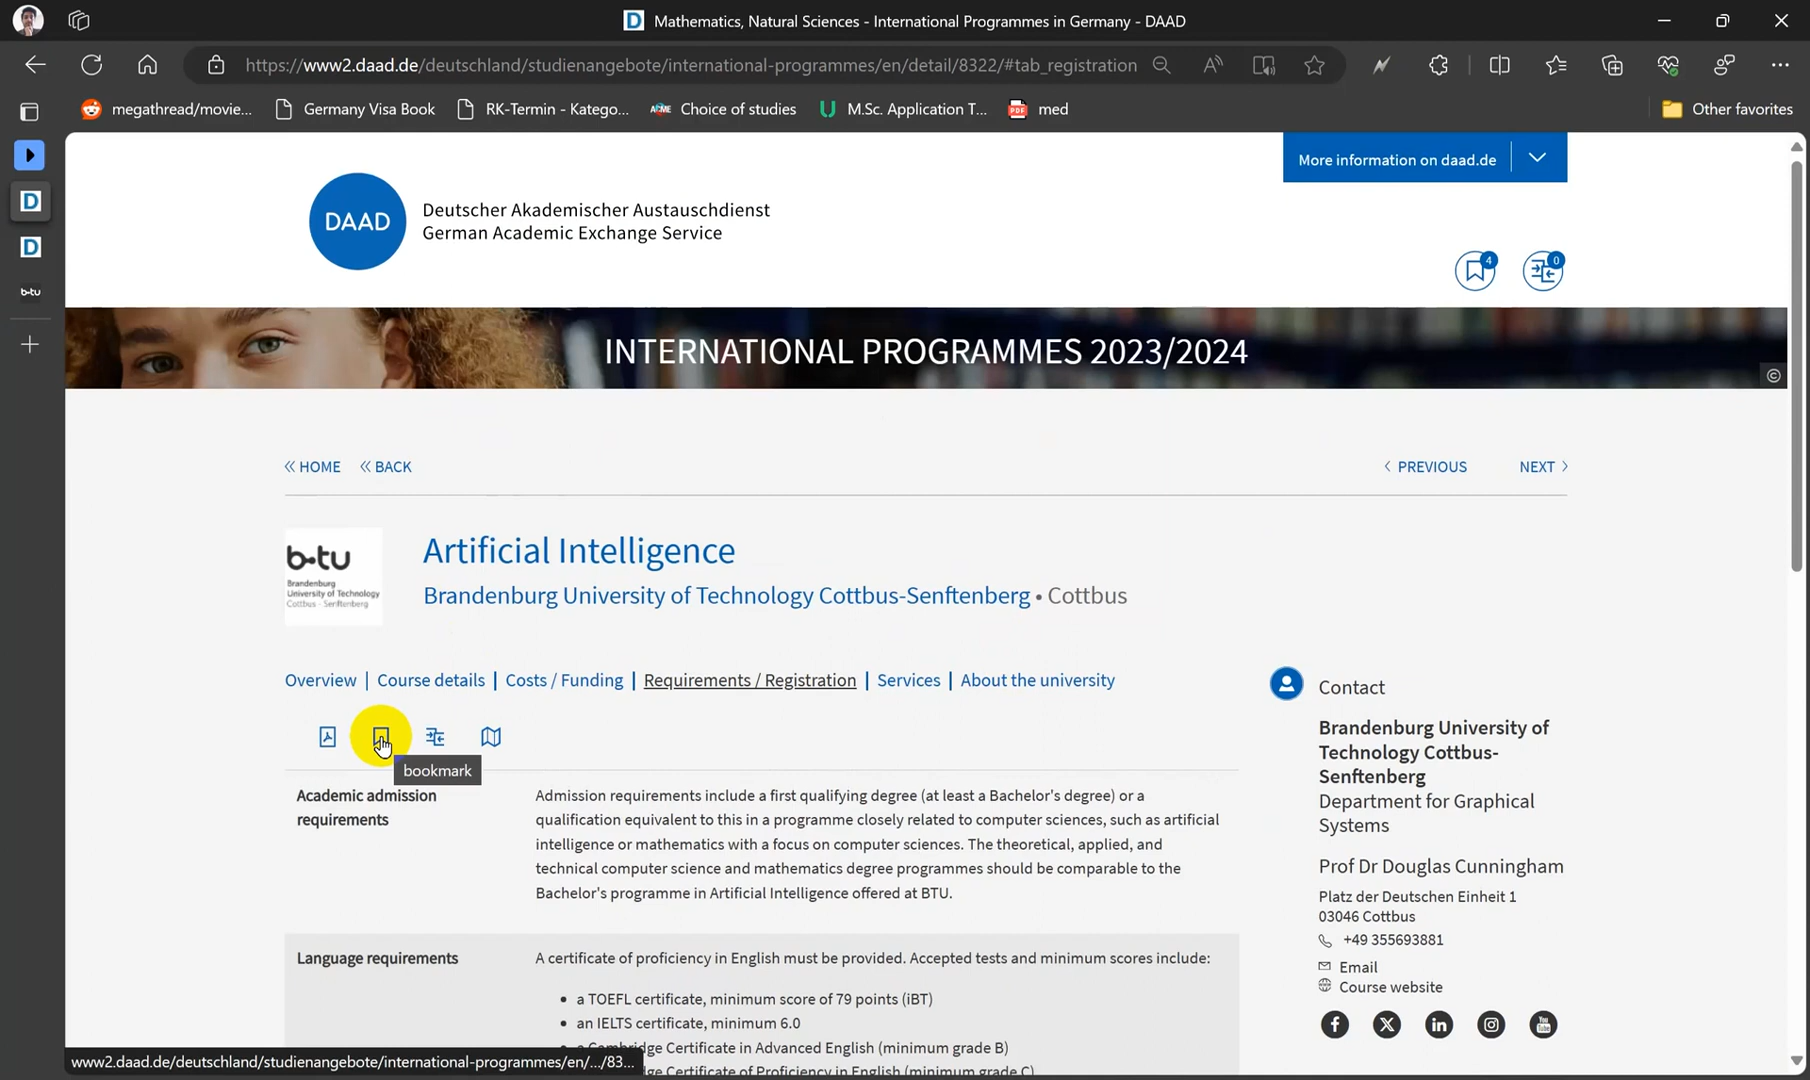 Mathematics, Natural Sciences - International Programmes in Germany - DAAD
https://www2.daad.de/deutschland/studienangebote/international-programmes/en/detail/8322/#tab_registration
megathread/movie... Germany Visa Book RK-Termin - Katego... ACME Choice of studies M.Sc. Application T... PDF med Other favorites
More information on daad.de
DAAD
Deutscher Akademischer Austauschdienst
German Academic Exchange Service
4 0
b-tu
INTERNATIONAL PROGRAMMES 2023/2024
©
HOME BACK PREVIOUS NEXT
b-tu
Brandenburg
University of Technology
Cottbus - Senftenberg
Artificial Intelligence
Brandenburg University of Technology Cottbus-Senftenberg • Cottbus
Overview | Course details | Costs / Funding | Requirements / Registration | Services | About the university
bookmark
Academic admission
requirements
Admission requirements include a first qualifying degree (at least a Bachelor's degree) or a
qualification equivalent to this in a programme closely related to computer sciences, such as artificial
intelligence or mathematics with a focus on computer sciences. The theoretical, applied, and
technical computer science and mathematics degree programmes should be comparable to the
Bachelor's programme in Artificial Intelligence offered at BTU.
Language requirements
A certificate of proficiency in English must be provided. Accepted tests and minimum scores include:
• a TOEFL certificate, minimum score of 79 points (iBT)
• an IELTS certificate, minimum 6.0
Cambridge Certificate in Advanced English (minimum grade B)
Certificate of Proficiency in English (minimum grade C)
Contact
Brandenburg University of
Technology Cottbus-
Senftenberg
Department for Graphical
Systems
Prof Dr Douglas Cunningham
Platz der Deutschen Einheit 1
03046 Cottbus
+49 355693881
Email
Course website
www2.daad.de/deutschland/studienangebote/international-programmes/en/.../83...